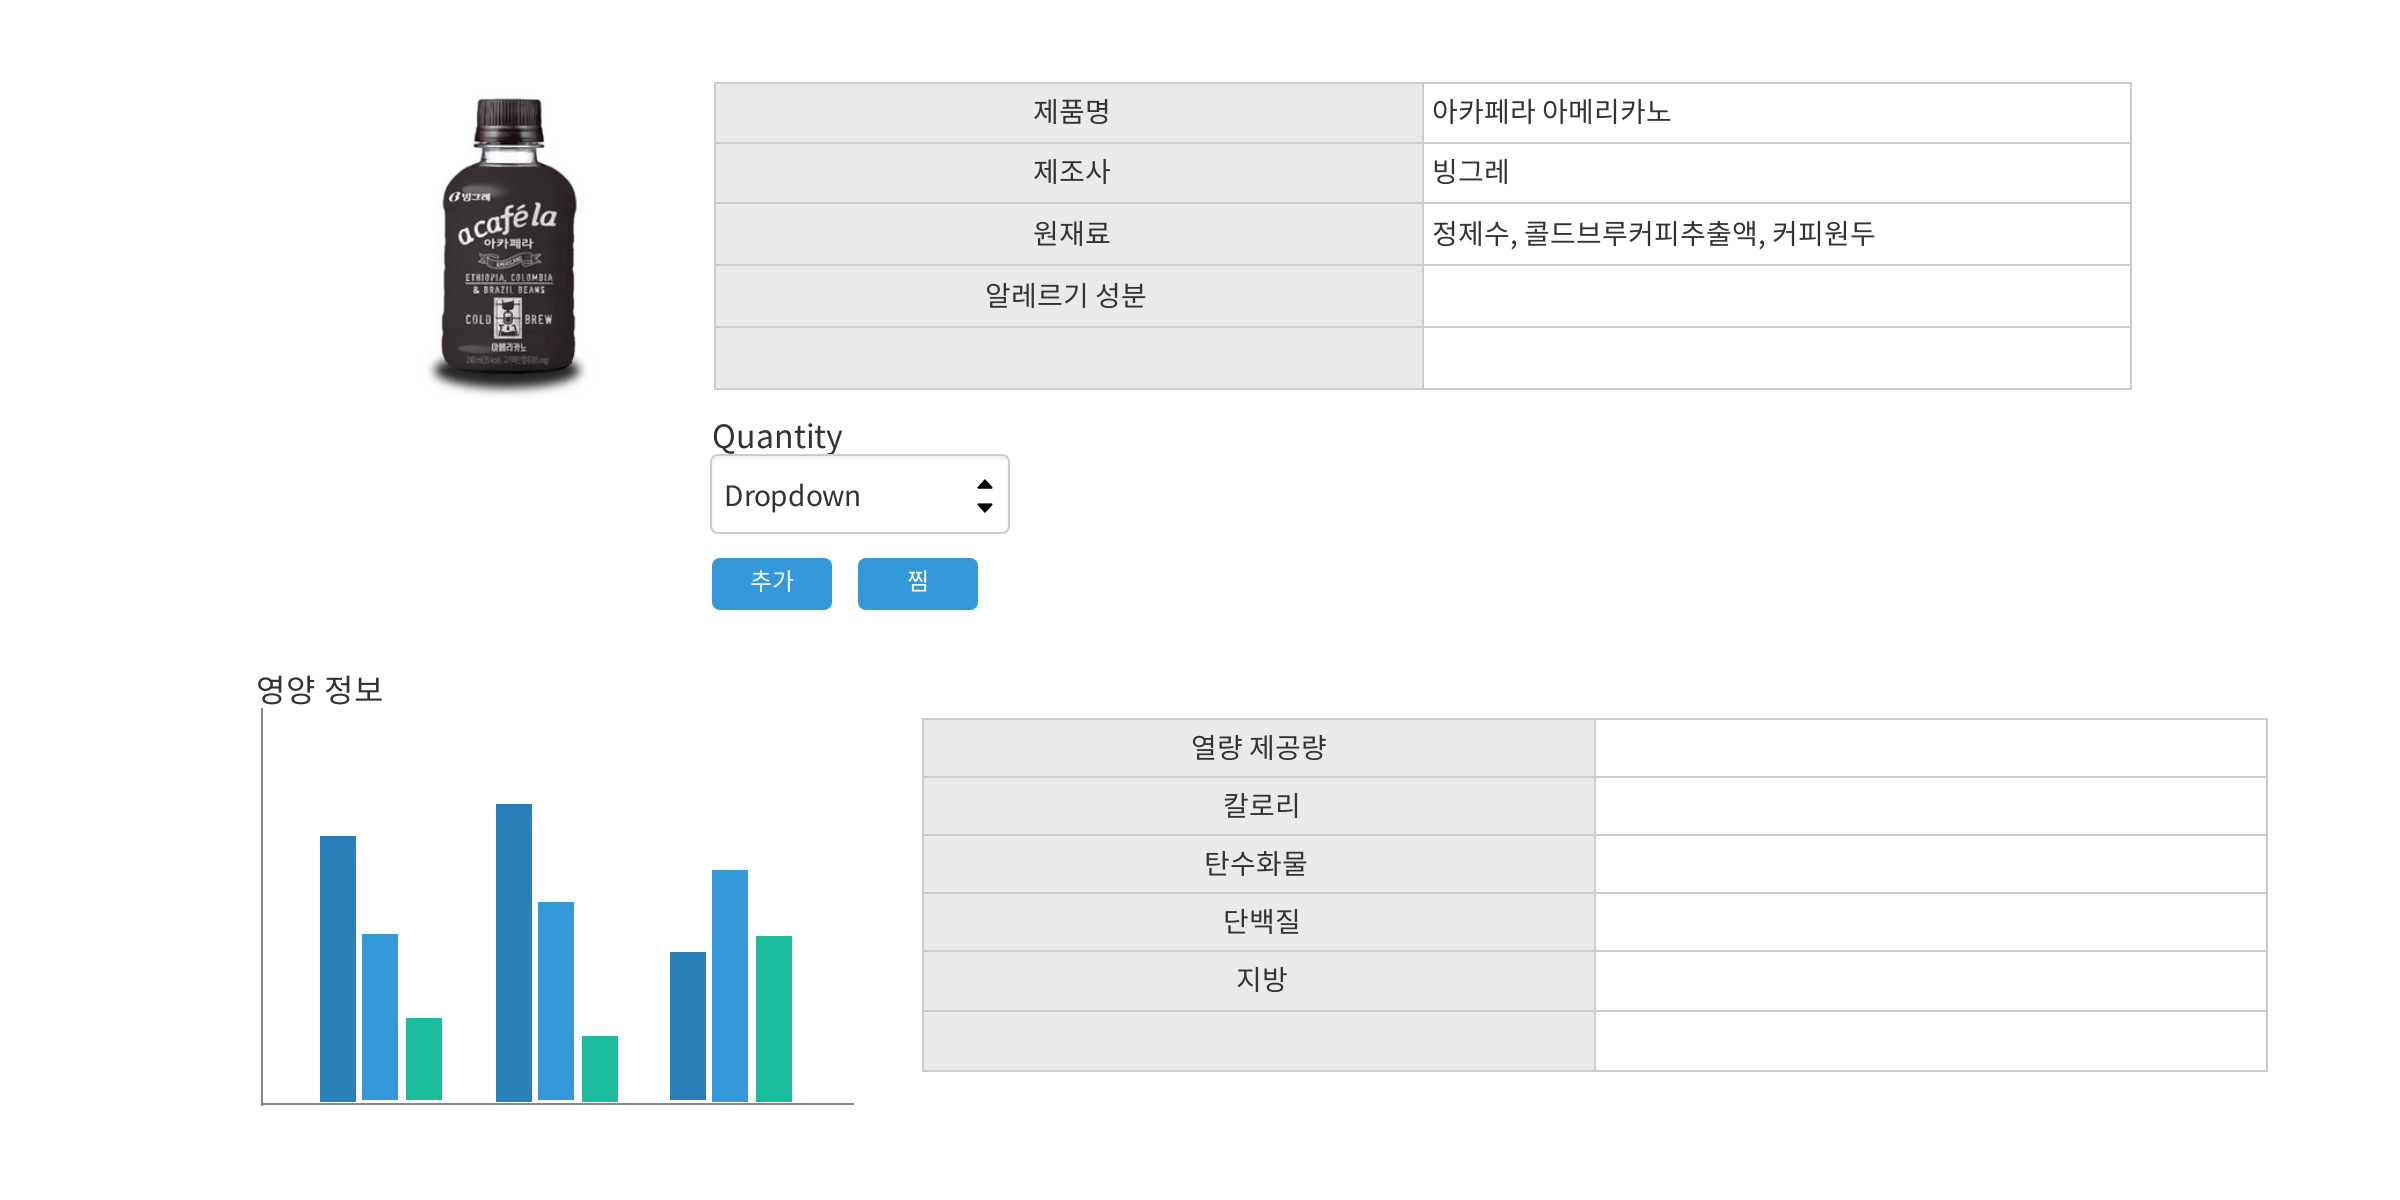 제품명 아카페라 아메리카노
제조사 빙그레
원재료 정제수, 콜드브루커피추출액, 커피원두
알레르기 성분
빙그레
acafé la
아카페라
AMERICANO
ETHIOPIA, COLOMBIA
& BRAZIL BEANS
COLD BREW
아메리카노
Quantity
Dropdown
추가 찜
영양 정보
열량 제공량
칼로리
탄수화물
단백질
지방